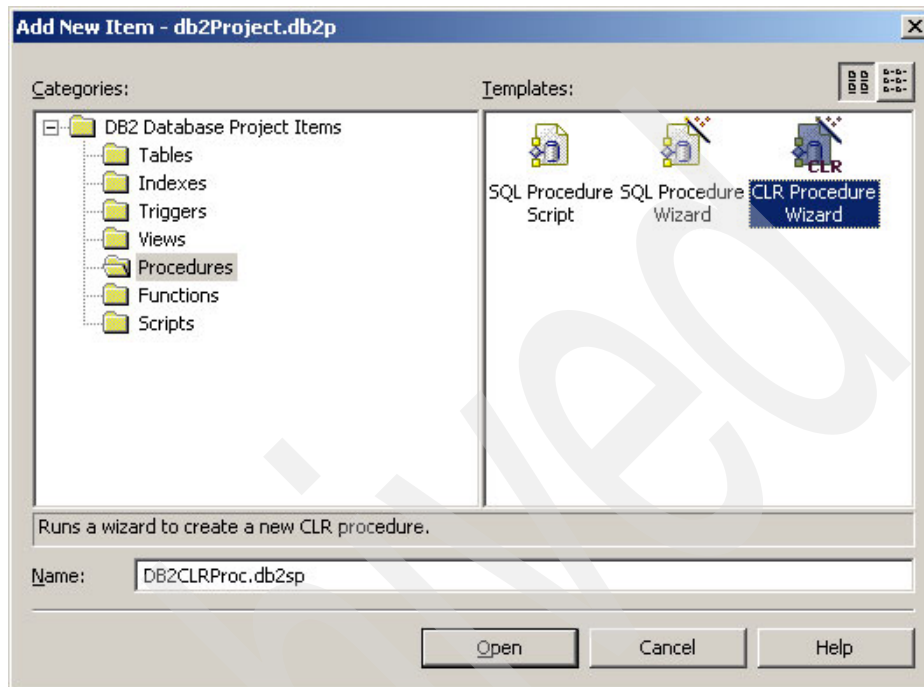 Add New Item - db2Project.db2p
Categories:
Templates:
DB2 Database Project Items
Tables
Indexes
Triggers
Views
Procedures
Functions
Scripts
SQL Procedure Script
SQL Procedure Wizard
CLR
CLR Procedure Wizard
Runs a wizard to create a new CLR procedure.
Name:
DB2CLRProc.db2sp
Open
Cancel
Help
hived